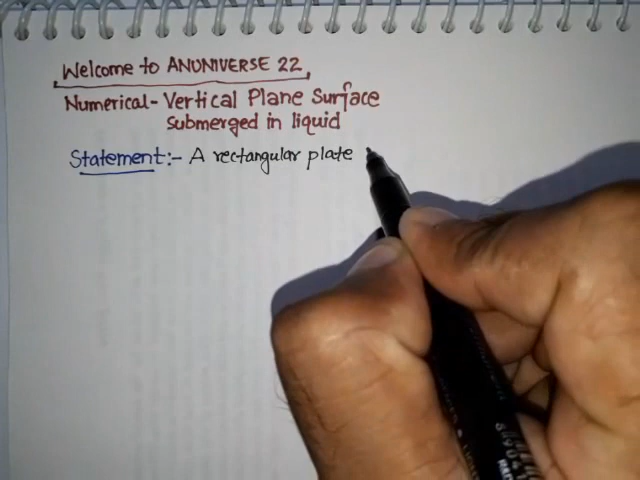 Welcome to ANUNIVERSE 22
Numerical- Vertical Plane Surface
submerged in liquid
Statement:- A rectangular plate